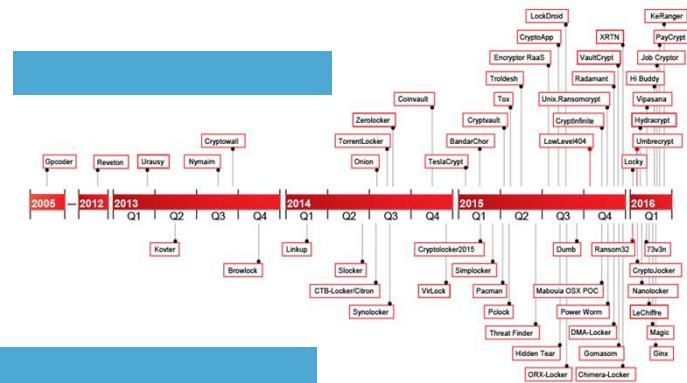 LockDroid
KeRanger
CryptoApp
XRTN
PayCrypt
Encryptor RaaS
VaultCrypt
Job Cryptor
Troldesh
Radamant
Hi Buddy
Coinvault
Tox
Unix.Ransomcrypt
Vipasana
Zerolocker
Cryptvault
CryptInfinite
Hydracrypt
Cryptowall
TorrentLocker
BandarChor
LowLevel404
Umbrecrypt
Gpcoder
Reveton
Urausy
Nymaim
Onion
TeslaCrypt
Locky
2005
2012
2013
2014
2015
2016
Q1
Q2
Q3
Q4
Q1
Q2
Q3
Q4
Q1
Q2
Q3
Q4
Q1
Kovter
Linkup
Cryptolocker2015
Dumb
Ransom32
73v3n
Browlock
Slocker
Simplocker
CryptoJocker
CTB-Locker/Citron
VirLock
Pacman
Mabouia OSX POC
Nanolocker
Synolocker
Pclock
Power Worm
LeChiffre
Threat Finder
DMA-Locker
Magic
Hidden Tear
Gomasom
Ginx
ORX-Locker
Chimera-Locker